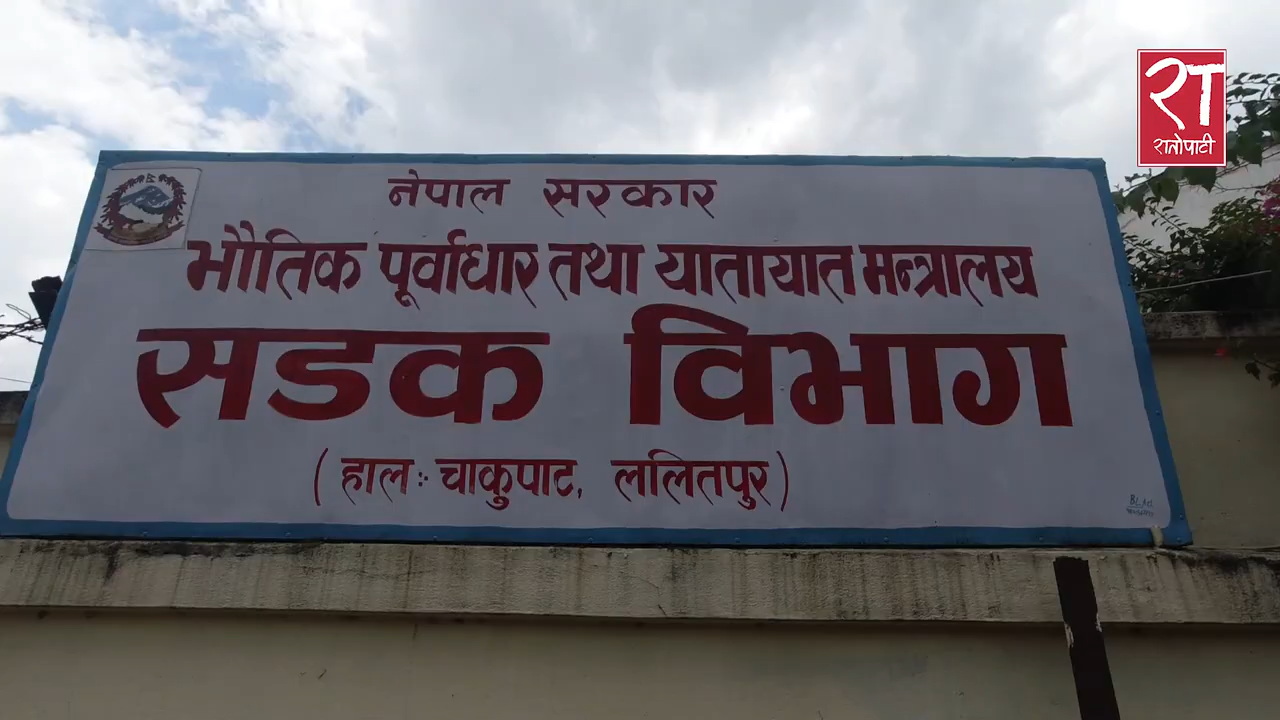 रा
रातोपाटी
नेपाल सरकार
भौतिक पूर्वाधार तथा यातायात मन्त्रालय
सडक विभाग
(हाल: चाकुपाट, ललितपुर)